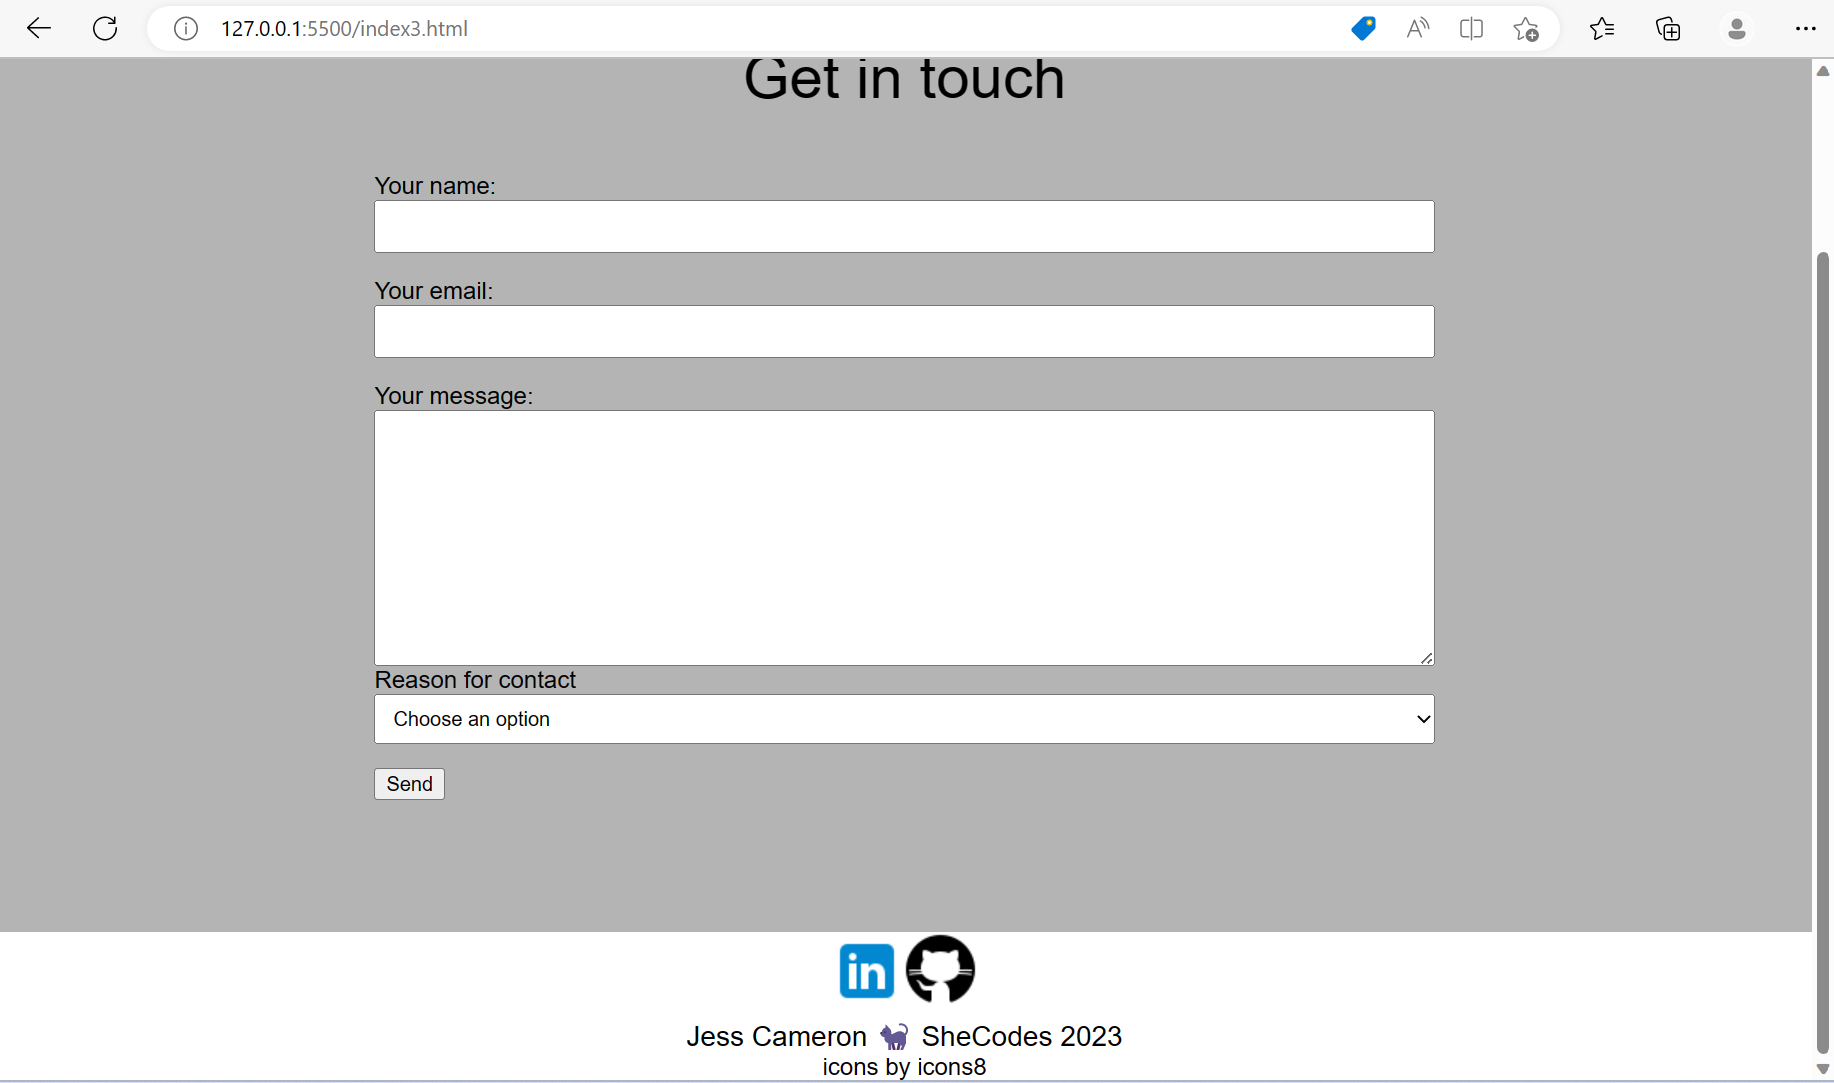 127.0.0.1:5500/index3.html
Get in touch
Your name:
Your email:
Your message:
Reason for contact
Choose an option
Send
in
Jess Cameron 🐈‍⬛ SheCodes 2023
icons by icons8